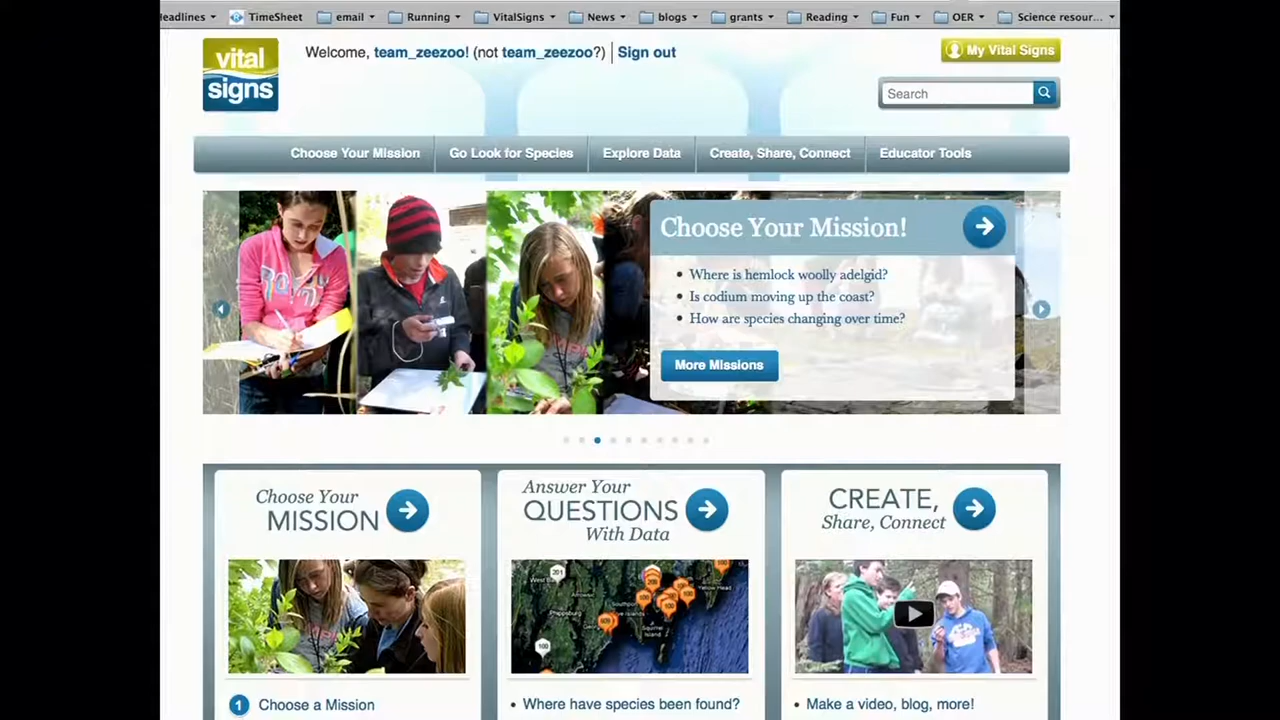 eadlines TimeSheet email Running VitalSigns News blogs grants Reading Fun OER Science resour...
vital
signs
Welcome, team_zeezoo! (not team_zeezoo?) | Sign out
My Vital Signs
Search
Choose Your Mission
Go Look for Species
Explore Data
Create, Share, Connect
Educator Tools
Choose Your Mission!
• Where is hemlock woolly adelgid?
• Is codium moving up the coast?
• How are species changing over time?
More Missions
Choose Your
MISSION
Answer Your
QUESTIONS
With Data
CREATE,
Share, Connect
1 Choose a Mission
• Where have species been found?
• Make a video, blog, more!